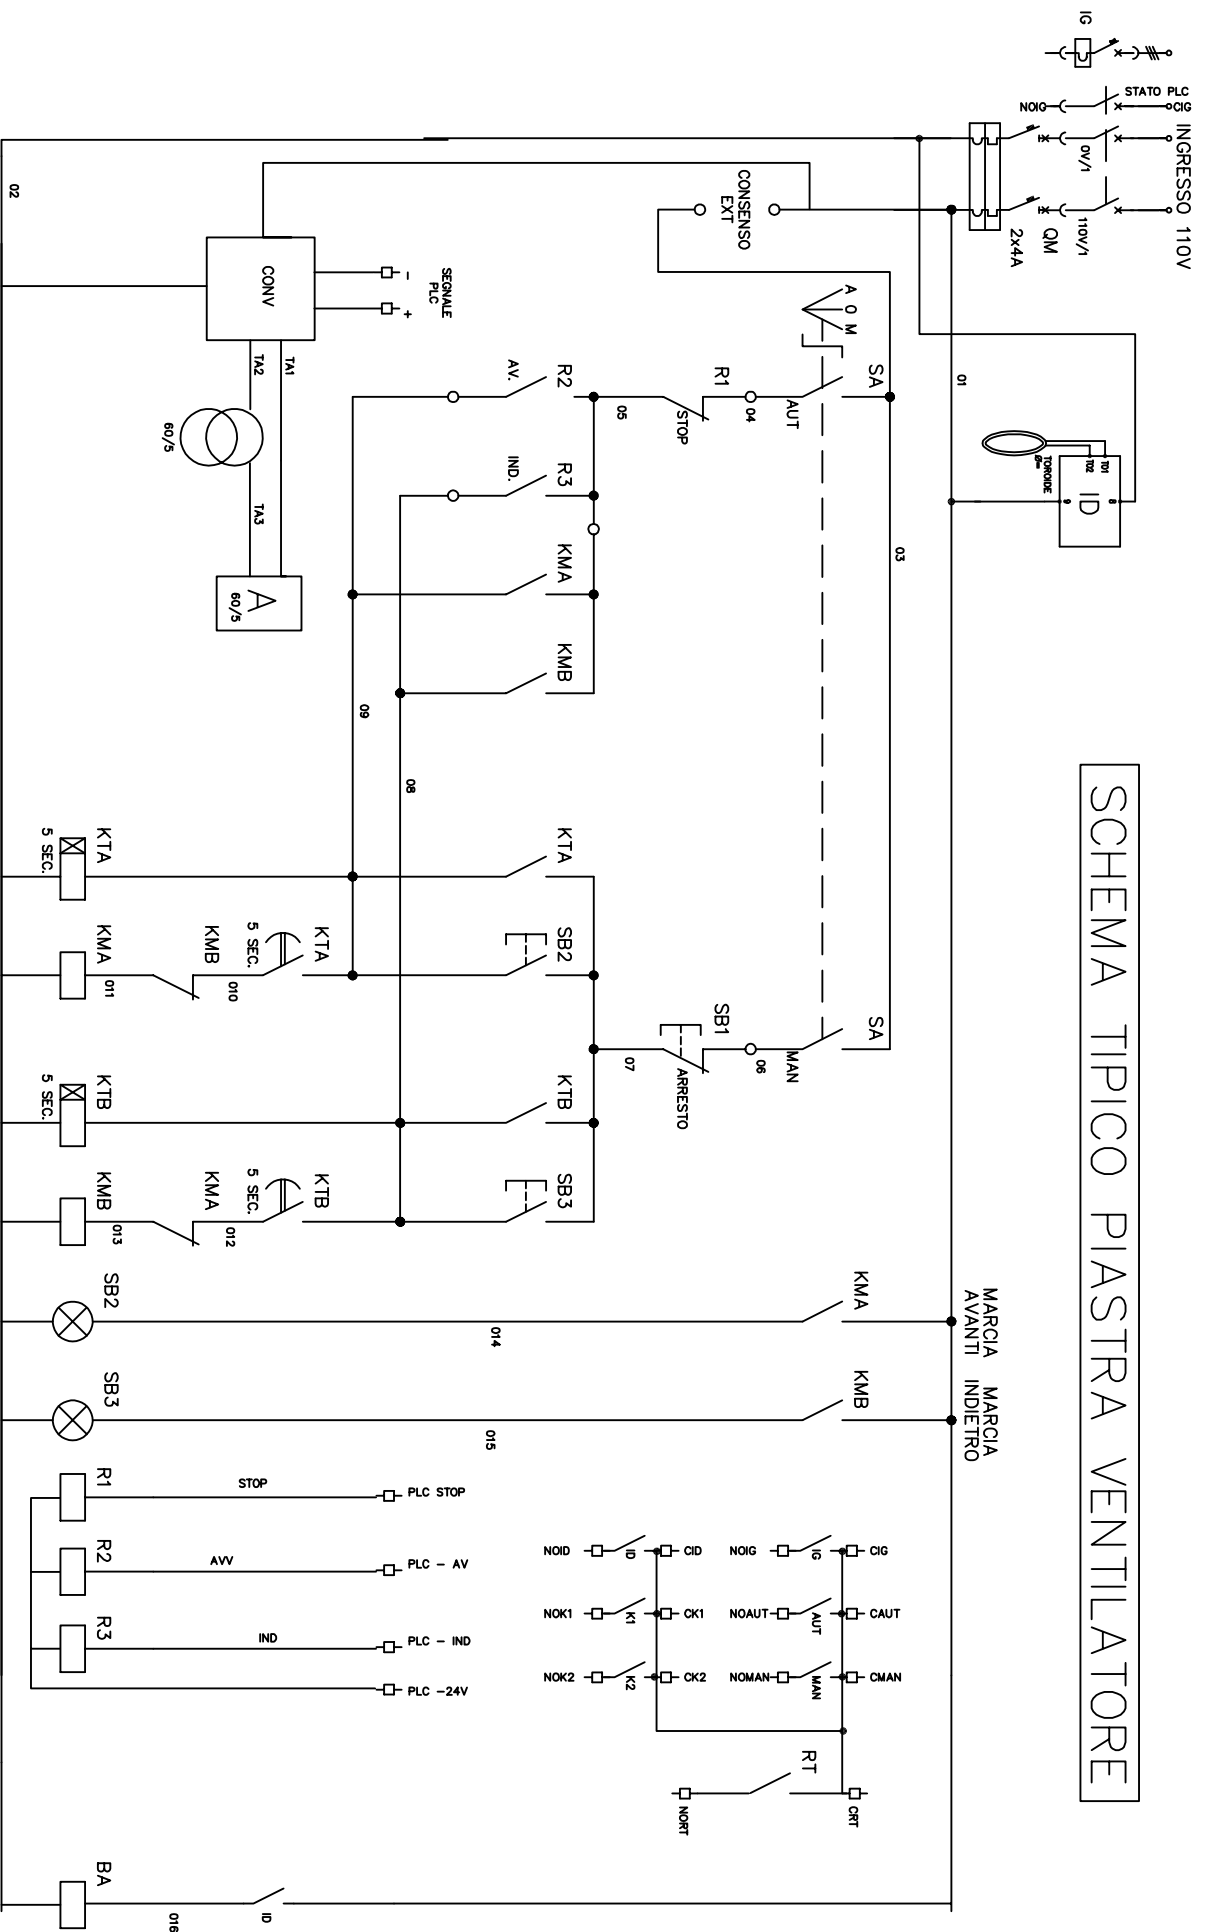 SCHEMA TIPICO PIASTRA VENTILATORE
IG
STATO PLC
CIG
NOIG
INGRESSO 110V
0V/1
110V/1
QM
2x4A
01
TO1
TO2
TOROIDE
ID
8
9
02
CONSENSO
EXT
CONV
SEGNALE
PLC
-
+
TA1
TA2
60/5
TA3
A
60/5
A O M
SA
AUT
03
R1
04
STOP
05
R2
AV.
R3
IND.
KMA
KMB
09
08
SA
MAN
06
SB1
ARRESTO
07
KTA
SB2
KTB
SB3
KTA
5 SEC.
KTA
5 SEC.
010
KMB
011
KMA
KTB
5 SEC.
KTB
5 SEC.
012
KMA
013
KMB
MARCIA
AVANTI
MARCIA
INDIETRO
KMA
014
SB2
KMB
015
SB3
PLC STOP
STOP
R1
PLC - AV
AVV
R2
PLC - IND
IND
R3
PLC -24V
NOID
ID
CID
NOIG
IG
CIG
NOK1
K1
CK1
NOAUT
AUT
CAUT
NOK2
K2
CK2
NOMAN
MAN
CMAN
RT
NORT
CRT
BA
016
ID